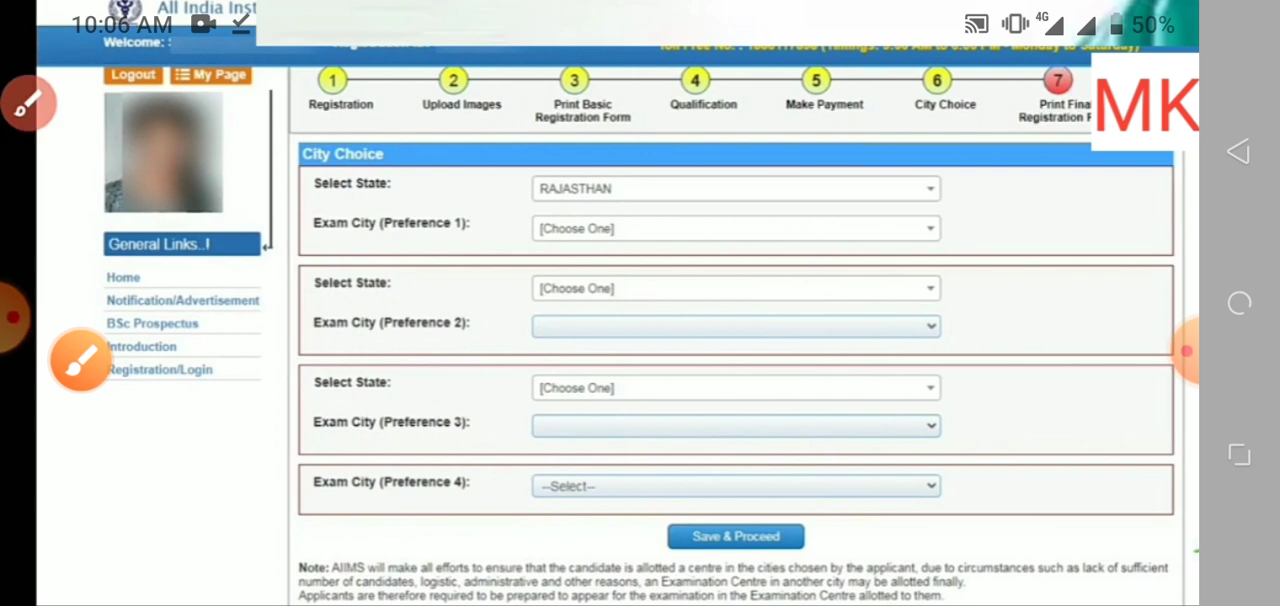 All India Inst
10:06 AM
4G
50%
Welcome:
Logout
My Page
1
2
3
4
5
6
7
Registration
Upload Images
Print Basic
Registration Form
Qualification
Make Payment
City Choice
Print Fina
Registration F
MK
City Choice
Select State:
RAJASTHAN
Exam City (Preference 1):
[Choose One]
General Links..!
Home
Notification/Advertisement
BSc Prospectus
Introduction
Registration/Login
Select State:
[Choose One]
Exam City (Preference 2):
Select State:
[Choose One]
Exam City (Preference 3):
Exam City (Preference 4):
--Select--
Save & Proceed
Note: AIIMS will make all efforts to ensure that the candidate is allotted a centre in the cities chosen by the applicant, due to circumstances such as lack of sufficient
number of candidates, logistic, administrative and other reasons, an Examination Centre in another city may be allotted finally.
Applicants are therefore required to be prepared to appear for the examination in the Examination Centre allotted to them.